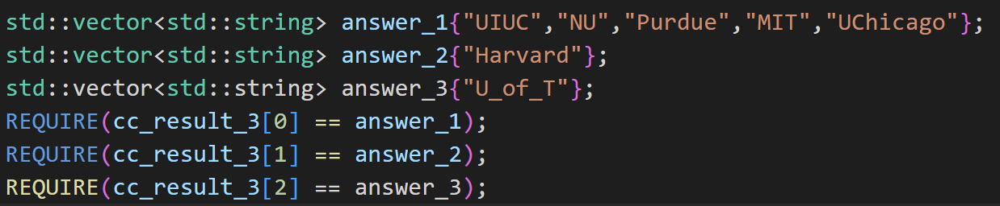 std::vector<std::string> answer_1{"UIUC","NU","Purdue","MIT","UChicago"};
std::vector<std::string> answer_2{"Harvard"};
std::vector<std::string> answer_3{"U_of_T"};
REQUIRE(cc_result_3[0] == answer_1);
REQUIRE(cc_result_3[1] == answer_2);
REQUIRE(cc_result_3[2] == answer_3);